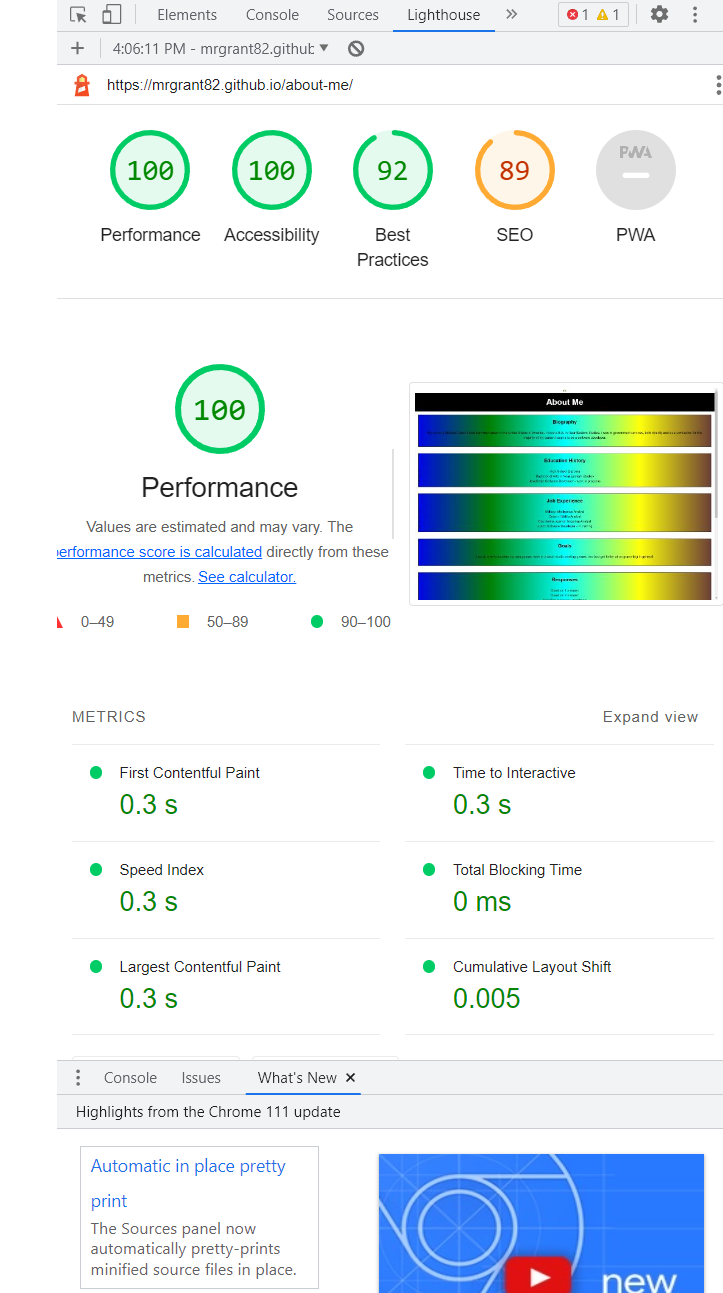 Elements Console Sources Lighthouse 1 1
4:06:11 PM - mrgrant82.github
https://mrgrant82.github.io/about-me/
100 100 92 89 PWA
Performance Accessibility Best Practices SEO PWA
100
Performance
Values are estimated and may vary. The
performance score is calculated directly from these
metrics. See calculator.
0–49 50–89 90–100
About Me
Biography
Education History
Job Experience
Goals
Responses
METRICS Expand view
First Contentful Paint Time to Interactive
0.3 s 0.3 s
Speed Index Total Blocking Time
0.3 s 0 ms
Largest Contentful Paint Cumulative Layout Shift
0.3 s 0.005
Console Issues What's New
Highlights from the Chrome 111 update
Automatic in place pretty
print
The Sources panel now
automatically pretty-prints
minified source files in place.
new